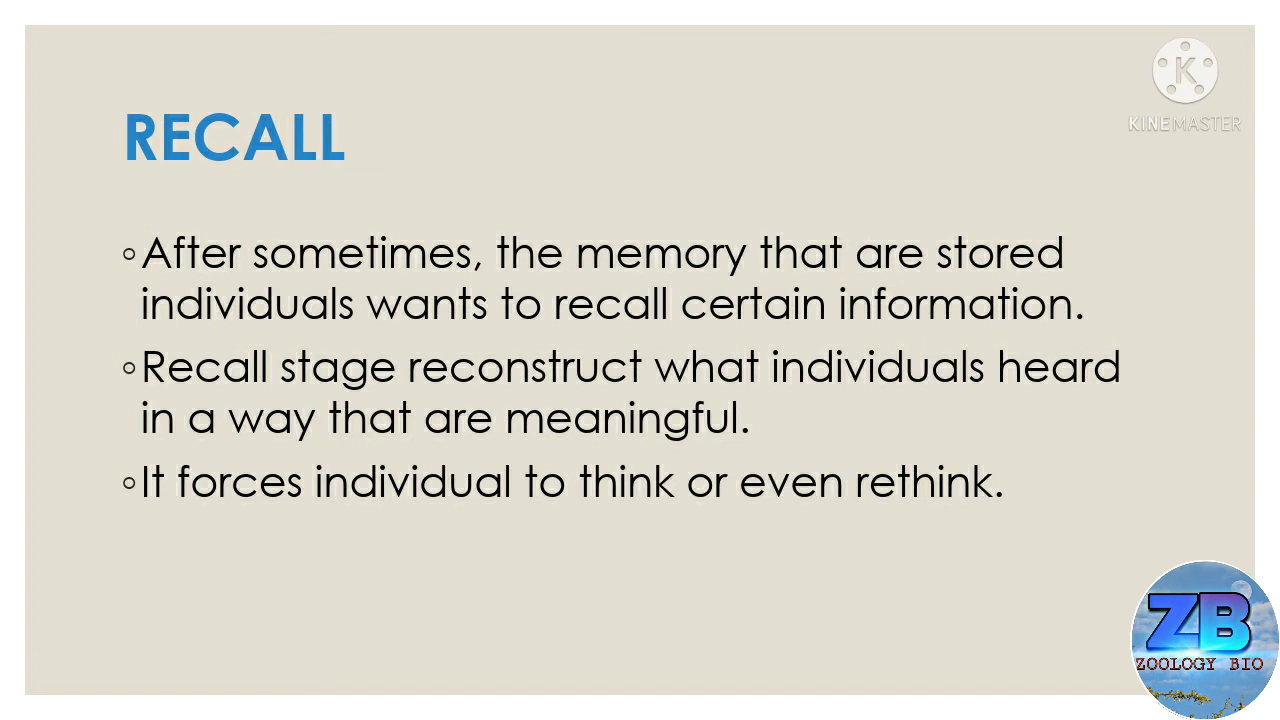 K
KINEMASTER
RECALL
◦After sometimes, the memory that are stored
individuals wants to recall certain information.
◦Recall stage reconstruct what individuals heard
in a way that are meaningful.
◦It forces individual to think or even rethink.
ZB
ZOOLOGY BIO